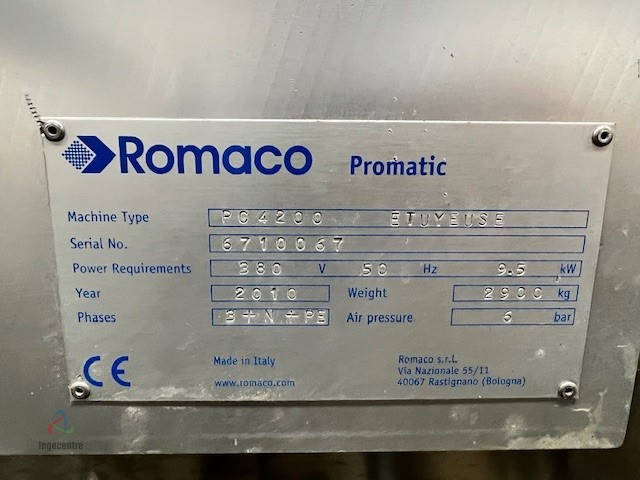 Romaco Promatic
Machine Type PC4200 ETUYEUSE
Serial No. 6710067
Power Requirements 380 V 50 Hz 9.5 kW
Year 2010 Weight 2900 kg
Phases 3+N+PE Air pressure 6 bar
CE
Made in Italy
www.romaco.com
Romaco s.r.l.
Via Nazionale 55/11
40067 Rastignano (Bologna)
Ingecentre